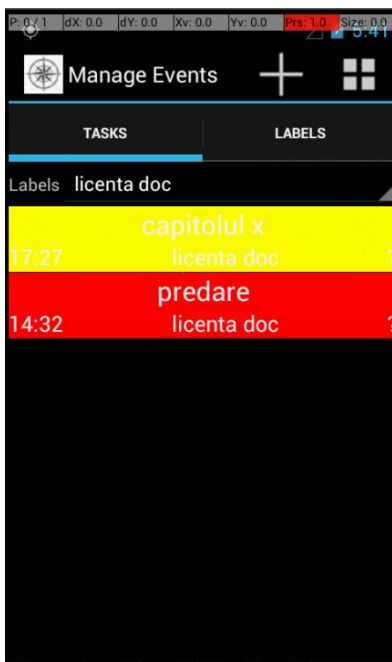 P: 0 / 1 dX: 0.0 dY: 0.0 Xv: 0.0 Yv: 0.0 Prs: 1.0 Size: 0.0
5:41
Manage Events
TASKS LABELS
Labels licenta doc
capitolul x
17:27 licenta doc ?
predare
14:32 licenta doc ?